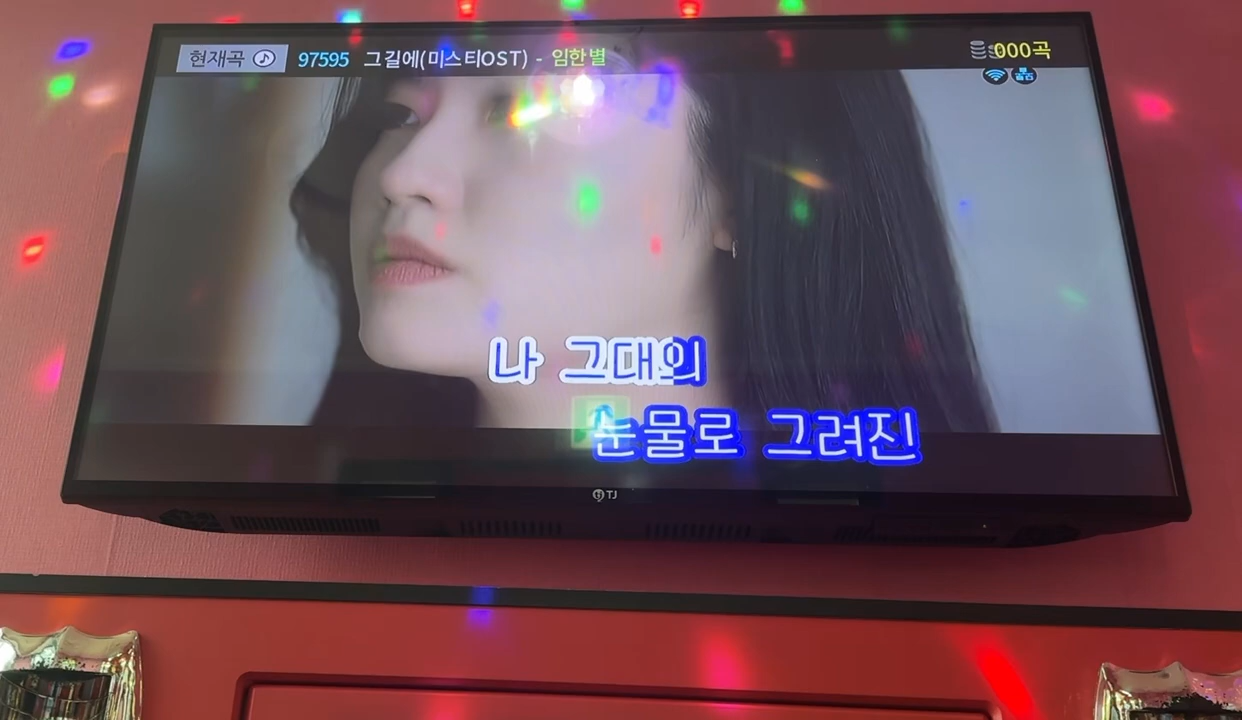 현재곡 97595 그길에(미스티OST) - 임한별
000곡
나 그대의
눈물로 그려진
TJ